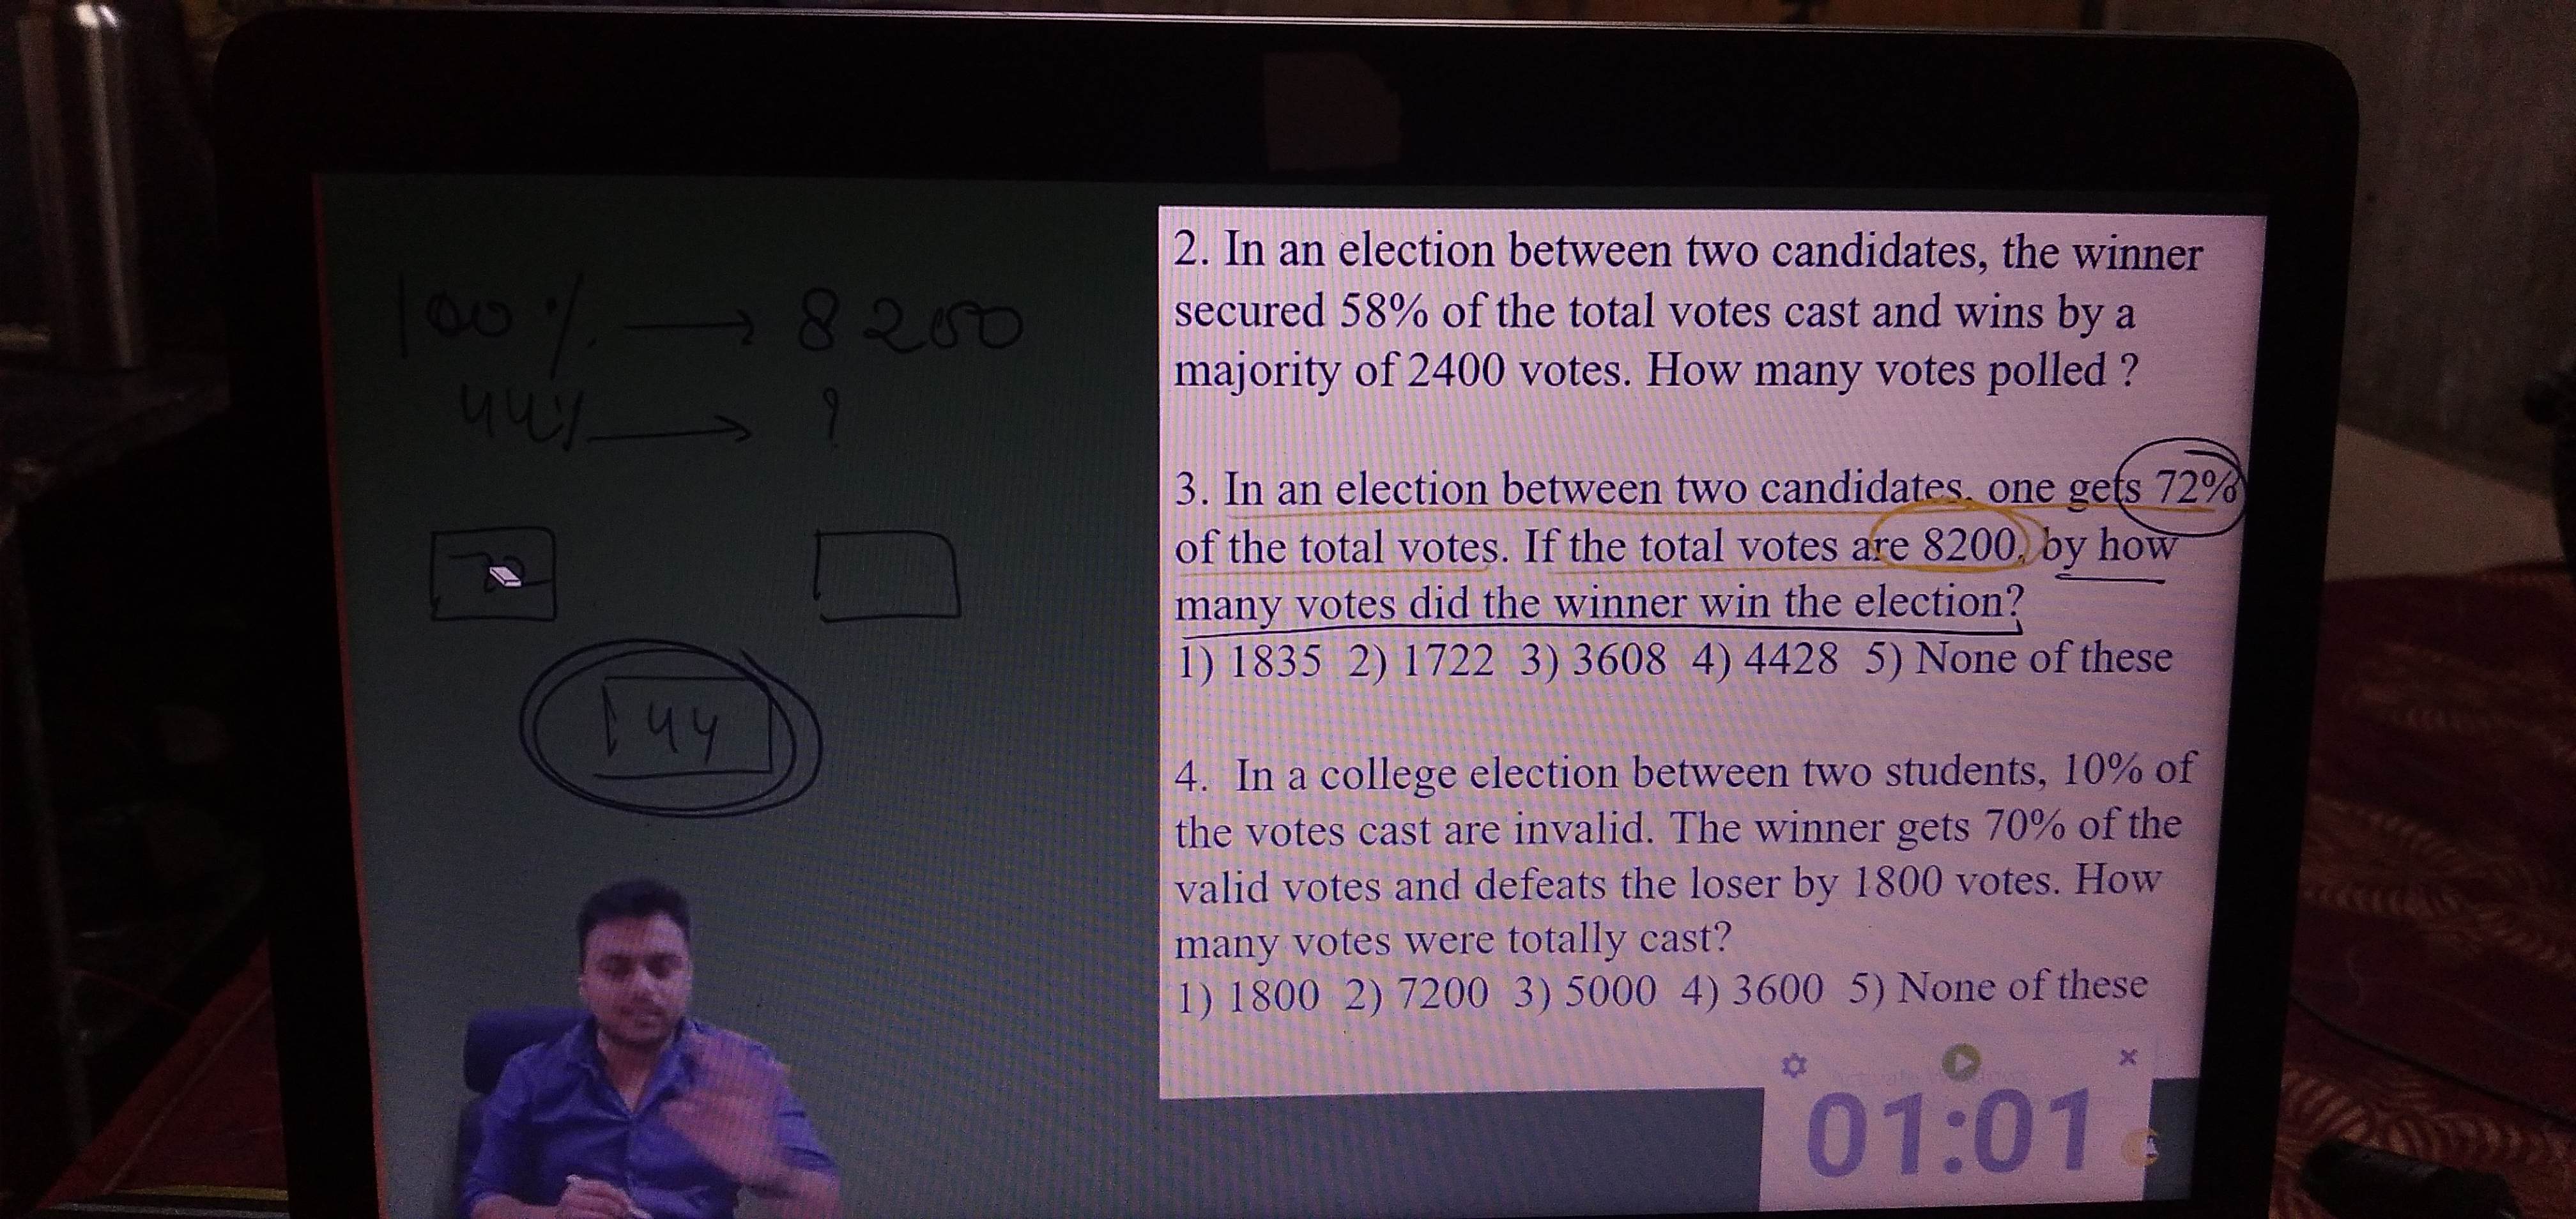 100% → 8200
44% → ?
72
44
2. In an election between two candidates, the winner
secured 58% of the total votes cast and wins by a
majority of 2400 votes. How many votes polled ?
3. In an election between two candidates, one gets 72%
of the total votes. If the total votes are 8200, by how
many votes did the winner win the election?
1) 1835 2) 1722 3) 3608 4) 4428 5) None of these
4. In a college election between two students, 10% of
the votes cast are invalid. The winner gets 70% of the
valid votes and defeats the loser by 1800 votes. How
many votes were totally cast?
1) 1800 2) 7200 3) 5000 4) 3600 5) None of these
01:01